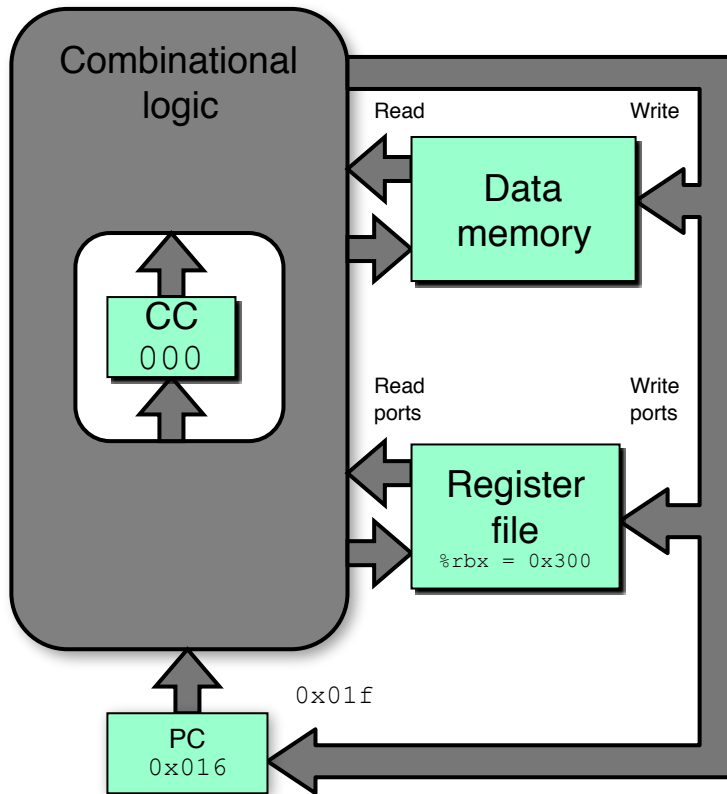 Combinational
logic
Read
Write
Data
memory
CC
000
Read
ports
Write
ports
Register
file
%rbx = 0x300
0x01f
PC
0x016